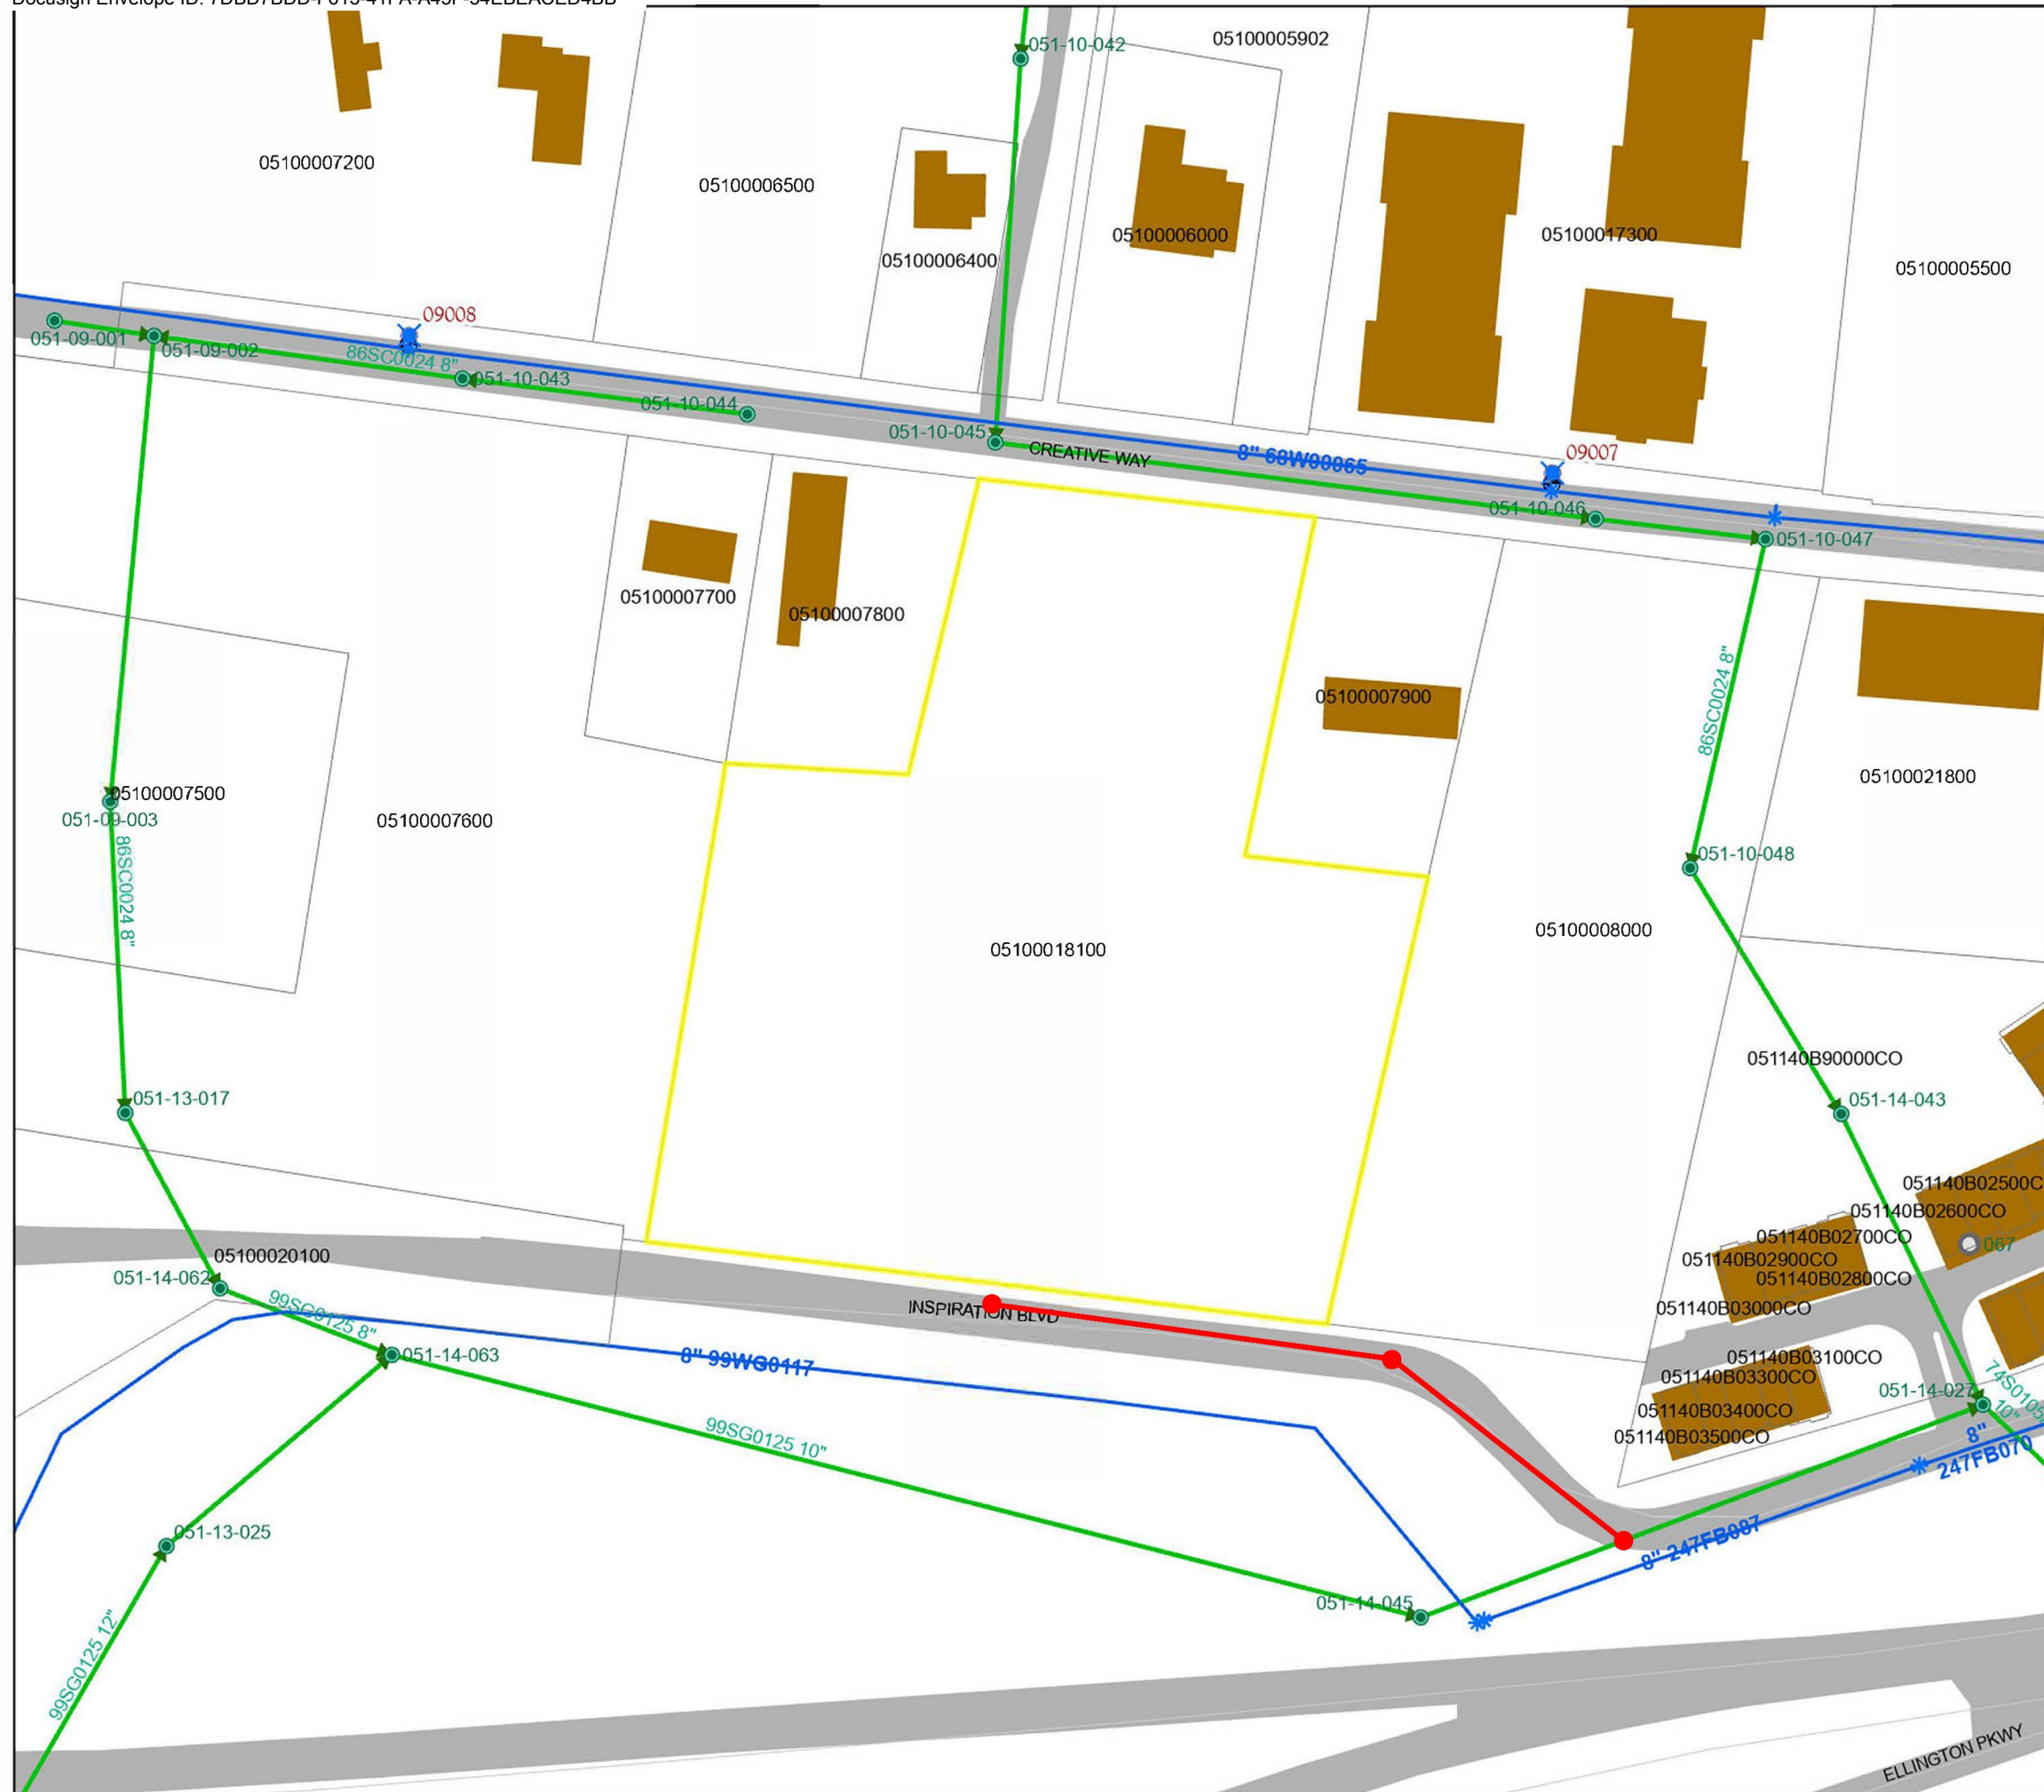 051-10-042
05100005902
05100007200
05100006500
05100006400
05100006000
05100017300
05100005500
09008
051-09-001
051-09-002
86SC0024 8"
051-10-043
051-10-044
051-10-045
CREATIVE WAY
8" 68W00065
09007
051-10-046
051-10-047
05100007700
05100007800
05100007900
86SC0024 8"
05100021800
05100007500
051-09-003
05100007600
86SC0024 8"
051-10-048
05100018100
05100008000
051140B90000CO
051-13-017
051-14-043
051140B02500C
051140B02600CO
051140B02700CO
067
051140B02900CO
051140B02800CO
05100020100
051-14-062
99SG0125 8"
INSPIRATION BLVD
051140B03000CO
051-14-063
8" 99WG0117
051140B03100CO
051140B03300CO
051-14-027
74S0105
10"
051140B03400CO
051140B03500CO
99SG0125 10"
8"
247FB070
051-13-025
8" 247FB087
051-14-045
99SG0125 12"
ELLINGTON PKWY